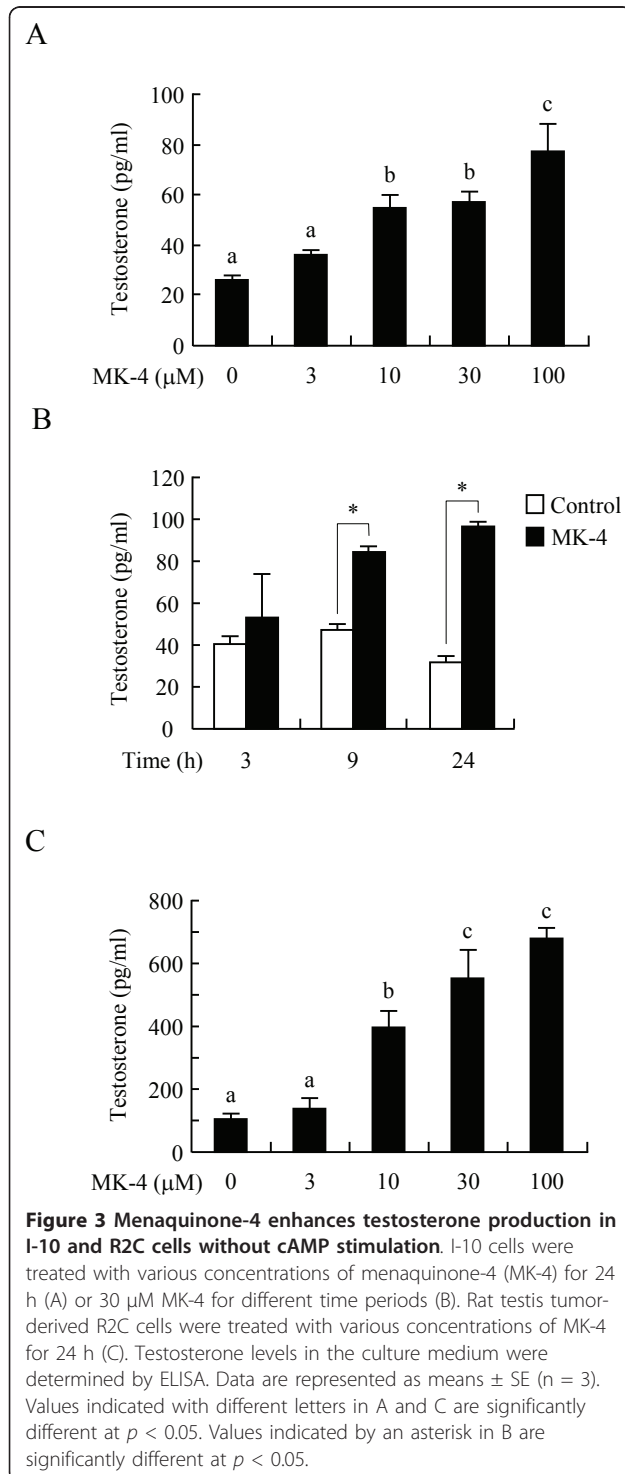 A
Testosterone (pg/ml)
100
80
60
40
20
0
a
a
b
b
c
MK-4 (μM) 0 3 10 30 100
B
Testosterone (pg/ml)
120
100
80
60
40
20
0
*
*
Control
MK-4
Time (h) 3 9 24
C
Testosterone (pg/ml)
800
600
400
200
0
a
a
b
c
c
MK-4 (μM) 0 3 10 30 100
Figure 3 Menaquinone-4 enhances testosterone production in
I-10 and R2C cells without cAMP stimulation. I-10 cells were
treated with various concentrations of menaquinone-4 (MK-4) for 24
h (A) or 30 μM MK-4 for different time periods (B). Rat testis tumor-
derived R2C cells were treated with various concentrations of MK-4
for 24 h (C). Testosterone levels in the culture medium were
determined by ELISA. Data are represented as means ± SE (n = 3).
Values indicated with different letters in A and C are significantly
different at p < 0.05. Values indicated by an asterisk in B are
significantly different at p < 0.05.